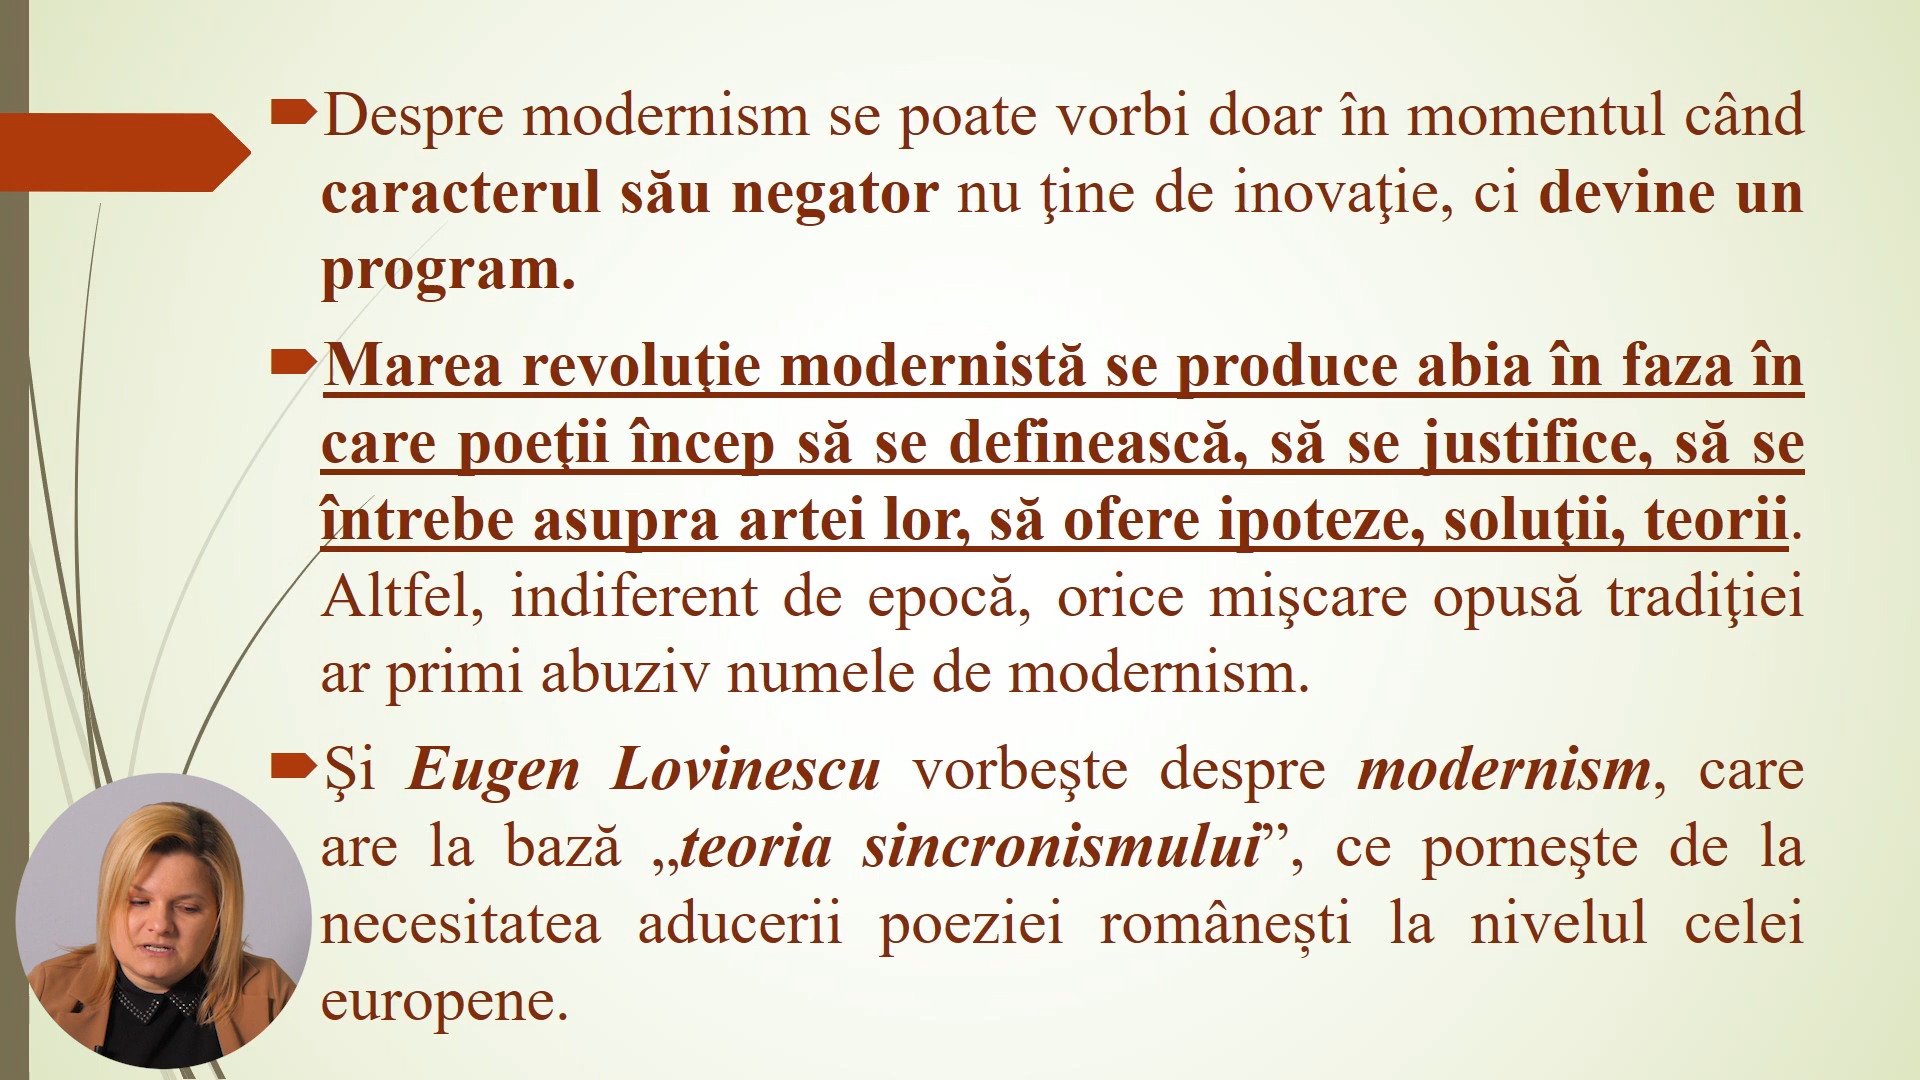 Despre modernism se poate vorbi doar în momentul când
caracterul său negator nu ţine de inovaţie, ci devine un
program.
Marea revoluţie modernistă se produce abia în faza în
care poeţii încep să se definească, să se justifice, să se
întrebe asupra artei lor, să ofere ipoteze, soluţii, teorii.
Altfel, indiferent de epocă, orice mişcare opusă tradiţiei
ar primi abuziv numele de modernism.
Şi Eugen Lovinescu vorbeşte despre modernism, care
are la bază „teoria sincronismului”, ce porneşte de la
necesitatea aducerii poeziei românești la nivelul celei
europene.